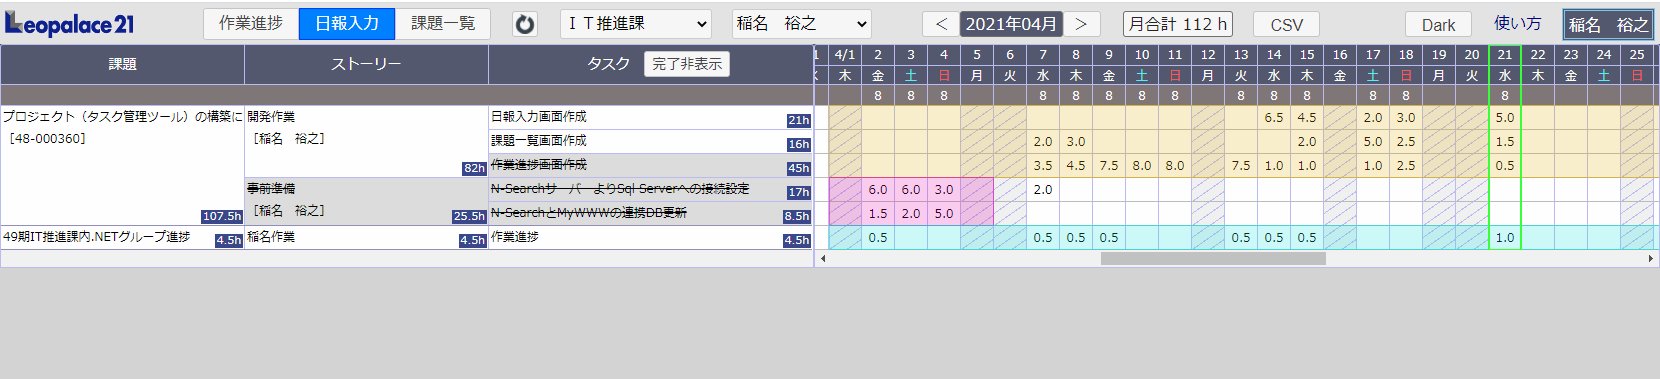 Leopalace21 作業進捗 日報入力 課題一覧 ＩＴ推進課 稲名　裕之 < 2021年04月 > 月合計 112 h CSV Dark 使い方 稲名　裕之
課題 ストーリー タスク 完了非表示
1 4/1 2 3 4 5 6 7 8 9 10 11 12 13 14 15 16 17 18 19 20 21 22 23 24 25
木 金 土 日 月 火 水 木 金 土 日 月 火 水 木 金 土 日 月 火 水 木 金 土 日
8 8 8 8 8 8 8 8 8 8 8 8 8 8
プロジェクト（タスク管理ツール）の構築に
［48-000360］
107.5h
開発作業
［稲名　裕之］
82h
日報入力画面作成 21h 6.5 4.5 2.0 3.0 5.0
課題一覧画面作成 16h 2.0 3.0 2.0 5.0 2.5 1.5
作業進捗画面作成 45h 3.5 4.5 7.5 8.0 8.0 7.5 1.0 1.0 1.0 2.5 0.5
事前準備
［稲名　裕之］
25.5h
N-SearchサーバーよりSql Serverへの接続設定 17h 6.0 6.0 3.0 2.0
N-SearchとMyWWWの連携DB更新 8.5h 1.5 2.0 5.0
49期IT推進課内.NETグループ進捗 4.5h 稲名作業 4.5h 作業進捗 4.5h 0.5 0.5 0.5 0.5 0.5 0.5 0.5 1.0